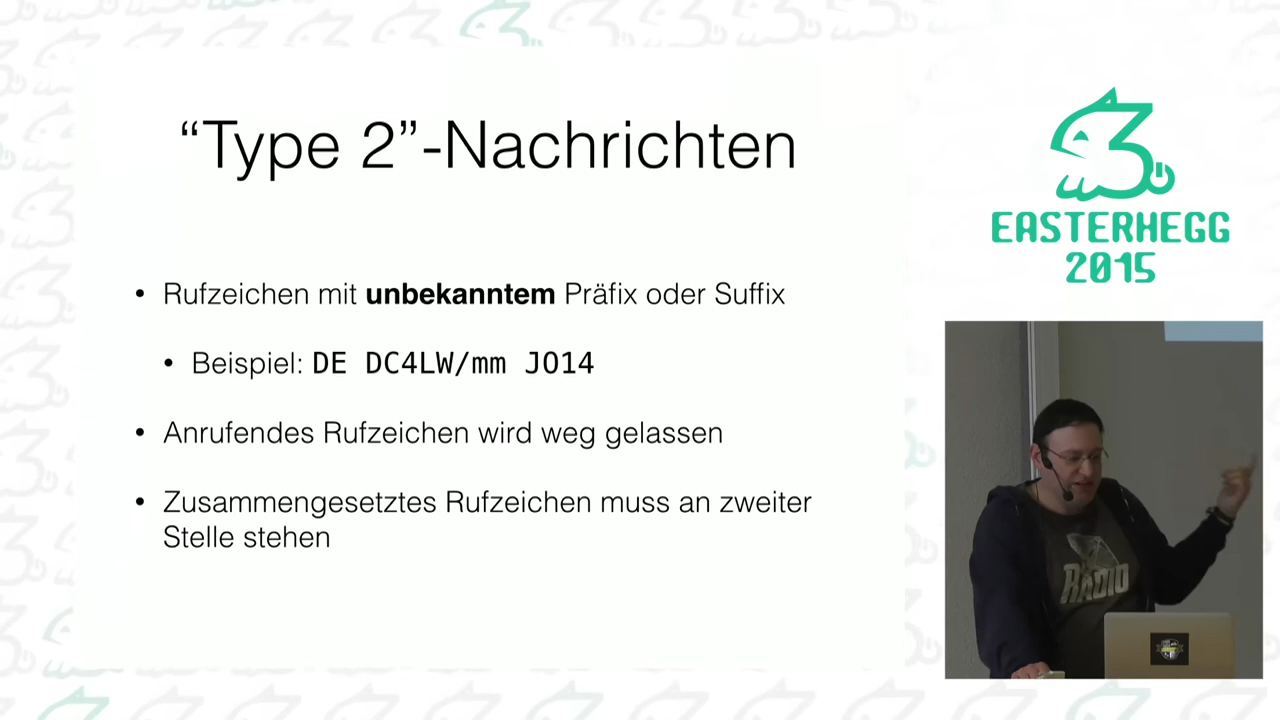 “Type 2”-Nachrichten
• Rufzeichen mit unbekanntem Präfix oder Suffix
• Beispiel: DE DC4LW/mm JO14
• Anrufendes Rufzeichen wird weg gelassen
• Zusammengesetztes Rufzeichen muss an zweiter
Stelle stehen
EASTERHEGG
2015
RADIO